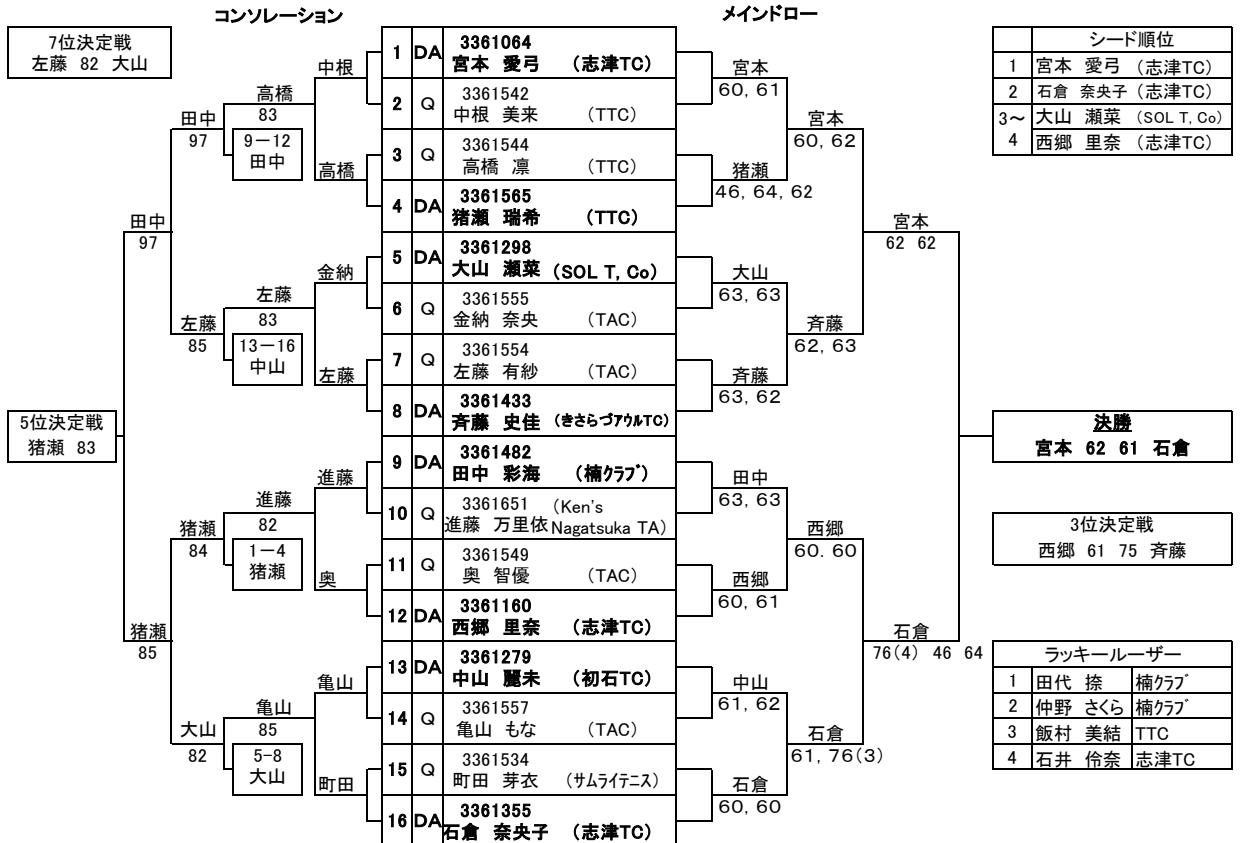 コンソレーション
メインドロー
7位決定戦
左藤 82 大山
5位決定戦
猪瀬 83
田中
97
猪瀬
85
田中
97
左藤
85
猪瀬
84
大山
82
高橋
83
9－12
田中
左藤
83
13－16
中山
進藤
82
1－4
猪瀬
亀山
85
5-8
大山
中根
高橋
金納
左藤
進藤
奥
亀山
町田
1 DA 3361064
宮本 愛弓 (志津TC)
2 Q 3361542
中根 美来 (TTC)
3 Q 3361544
高橋 凛 (TTC)
4 DA 3361565
猪瀬 瑞希 (TTC)
5 DA 3361298
大山 瀬菜 (SOL T, Co)
6 Q 3361555
金納 奈央 (TAC)
7 Q 3361554
左藤 有紗 (TAC)
8 DA 3361433
斉藤 史佳 (きさらづアウルTC)
9 DA 3361482
田中 彩海 (楠クラブ)
10 Q 3361651 (Ken's
進藤 万里依 Nagatsuka TA)
11 Q 3361549
奥 智優 (TAC)
12 DA 3361160
西郷 里奈 (志津TC)
13 DA 3361279
中山 麗未 (初石TC)
14 Q 3361557
亀山 もな (TAC)
15 Q 3361534
町田 芽衣 (サムライテニス)
16 DA 3361355
石倉 奈央子 (志津TC)
宮本
60, 61
猪瀬
46, 64, 62
大山
63, 63
斉藤
63, 62
田中
63, 63
西郷
60, 61
中山
61, 62
石倉
60, 60
宮本
60, 62
斉藤
62, 63
西郷
60. 60
石倉
61, 76(3)
宮本
62 62
石倉
76(4) 46 64
シード順位
1 宮本 愛弓 (志津TC)
2 石倉 奈央子 (志津TC)
3～ 大山 瀬菜 (SOL T, Co)
4 西郷 里奈 (志津TC)
決勝
宮本 62 61 石倉
3位決定戦
西郷 61 75 斉藤
ラッキールーザー
1 田代 捺 楠クラブ
2 仲野 さくら 楠クラブ
3 飯村 美結 TTC
4 石井 伶奈 志津TC